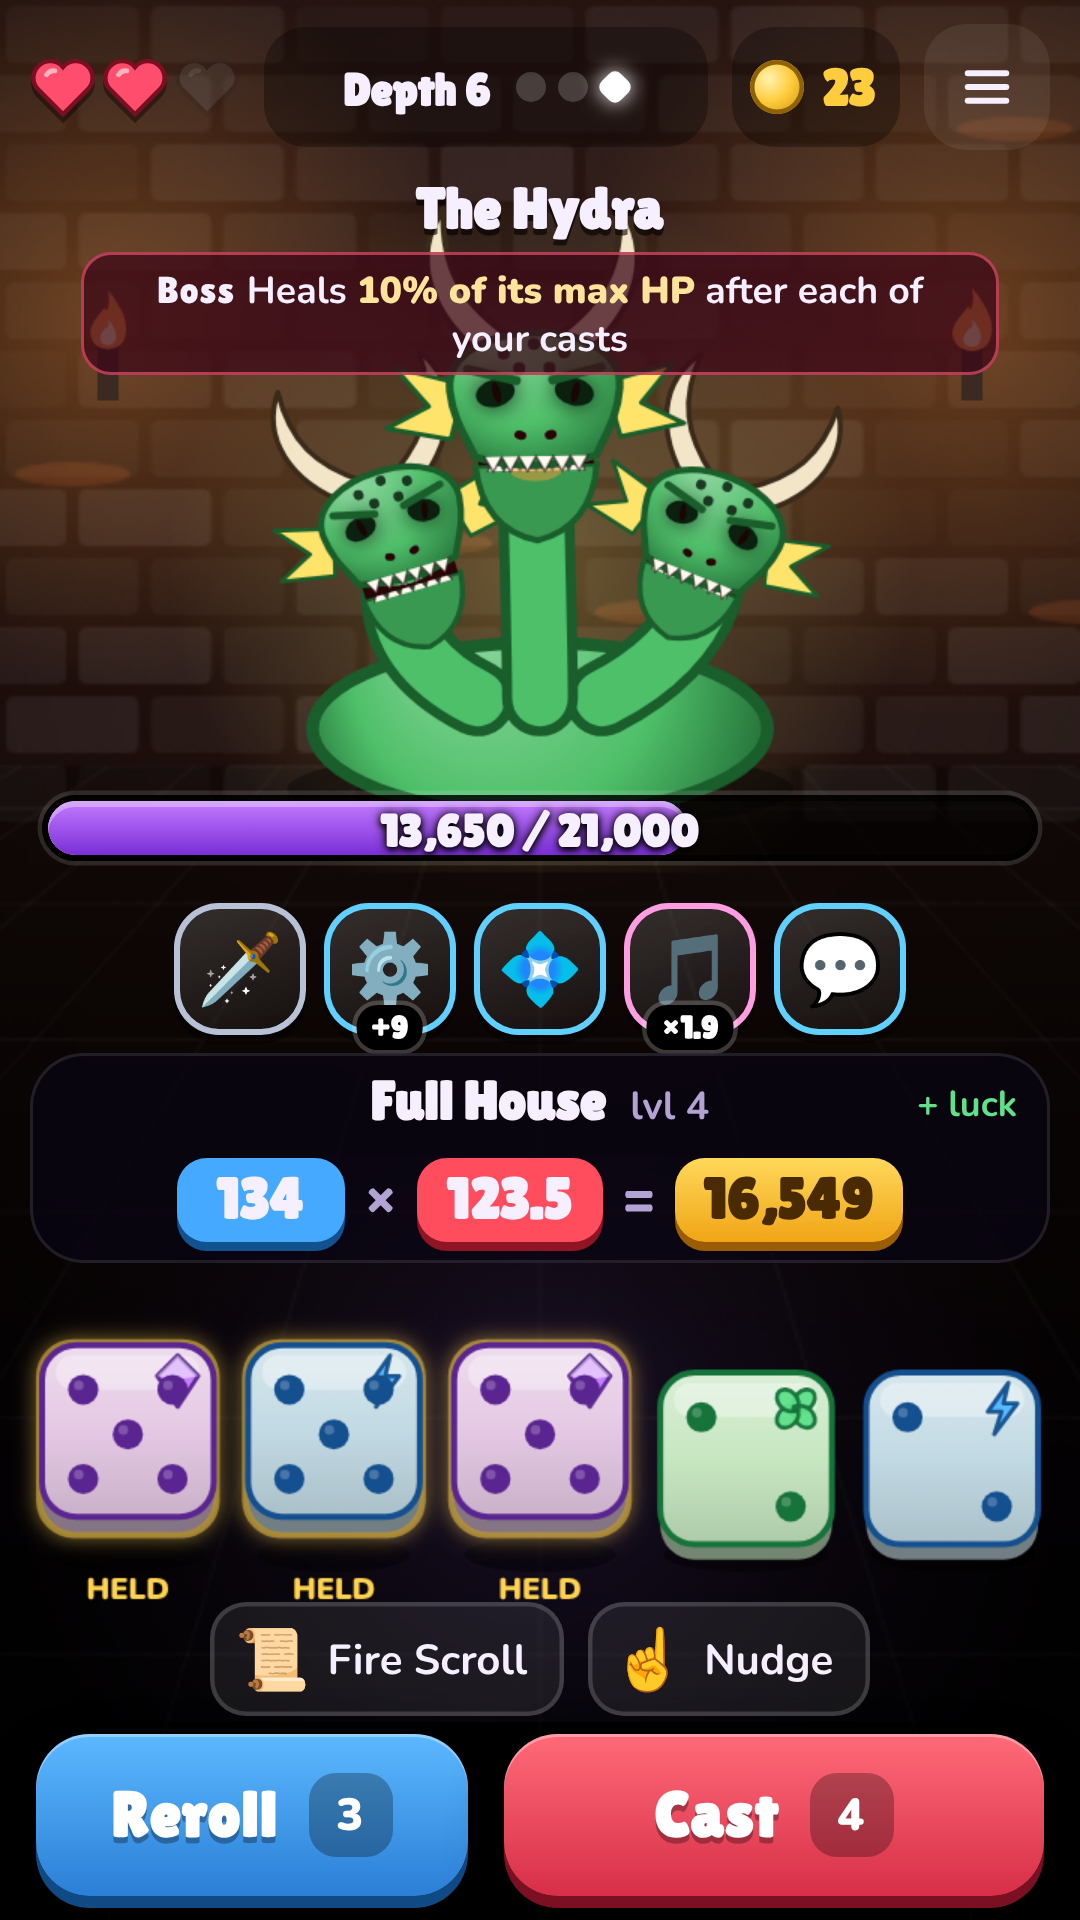 Depth 6
23
The Hydra
Boss Heals 10% of its max HP after each of
your casts
13,650 / 21,000
+9
×1.9
Full House lvl 4
+ luck
134 × 123.5 = 16,549
HELD HELD HELD
Fire Scroll
Nudge
Reroll 3
Cast 4